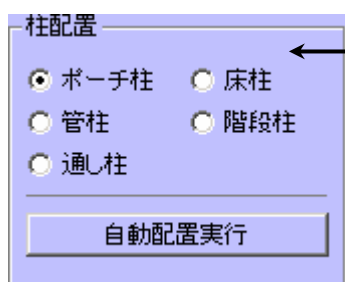 柱配置
ポーチ柱 床柱
管柱 階段柱
通し柱
自動配置実行